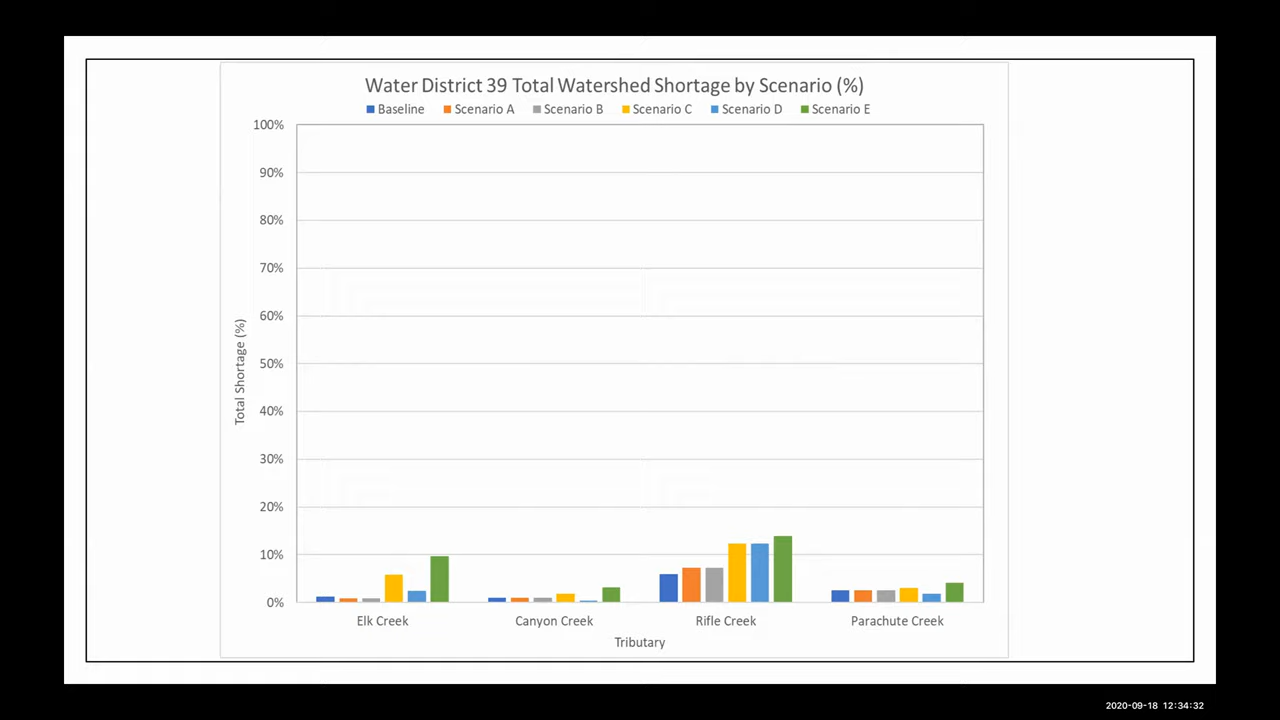 Water District 39 Total Watershed Shortage by Scenario (%)
Baseline Scenario A Scenario B Scenario C Scenario D Scenario E
100%
90%
80%
70%
60%
50%
40%
30%
20%
10%
0%
Total Shortage (%)
Elk Creek Canyon Creek Rifle Creek Parachute Creek
Tributary
2020-09-18 12:34:32